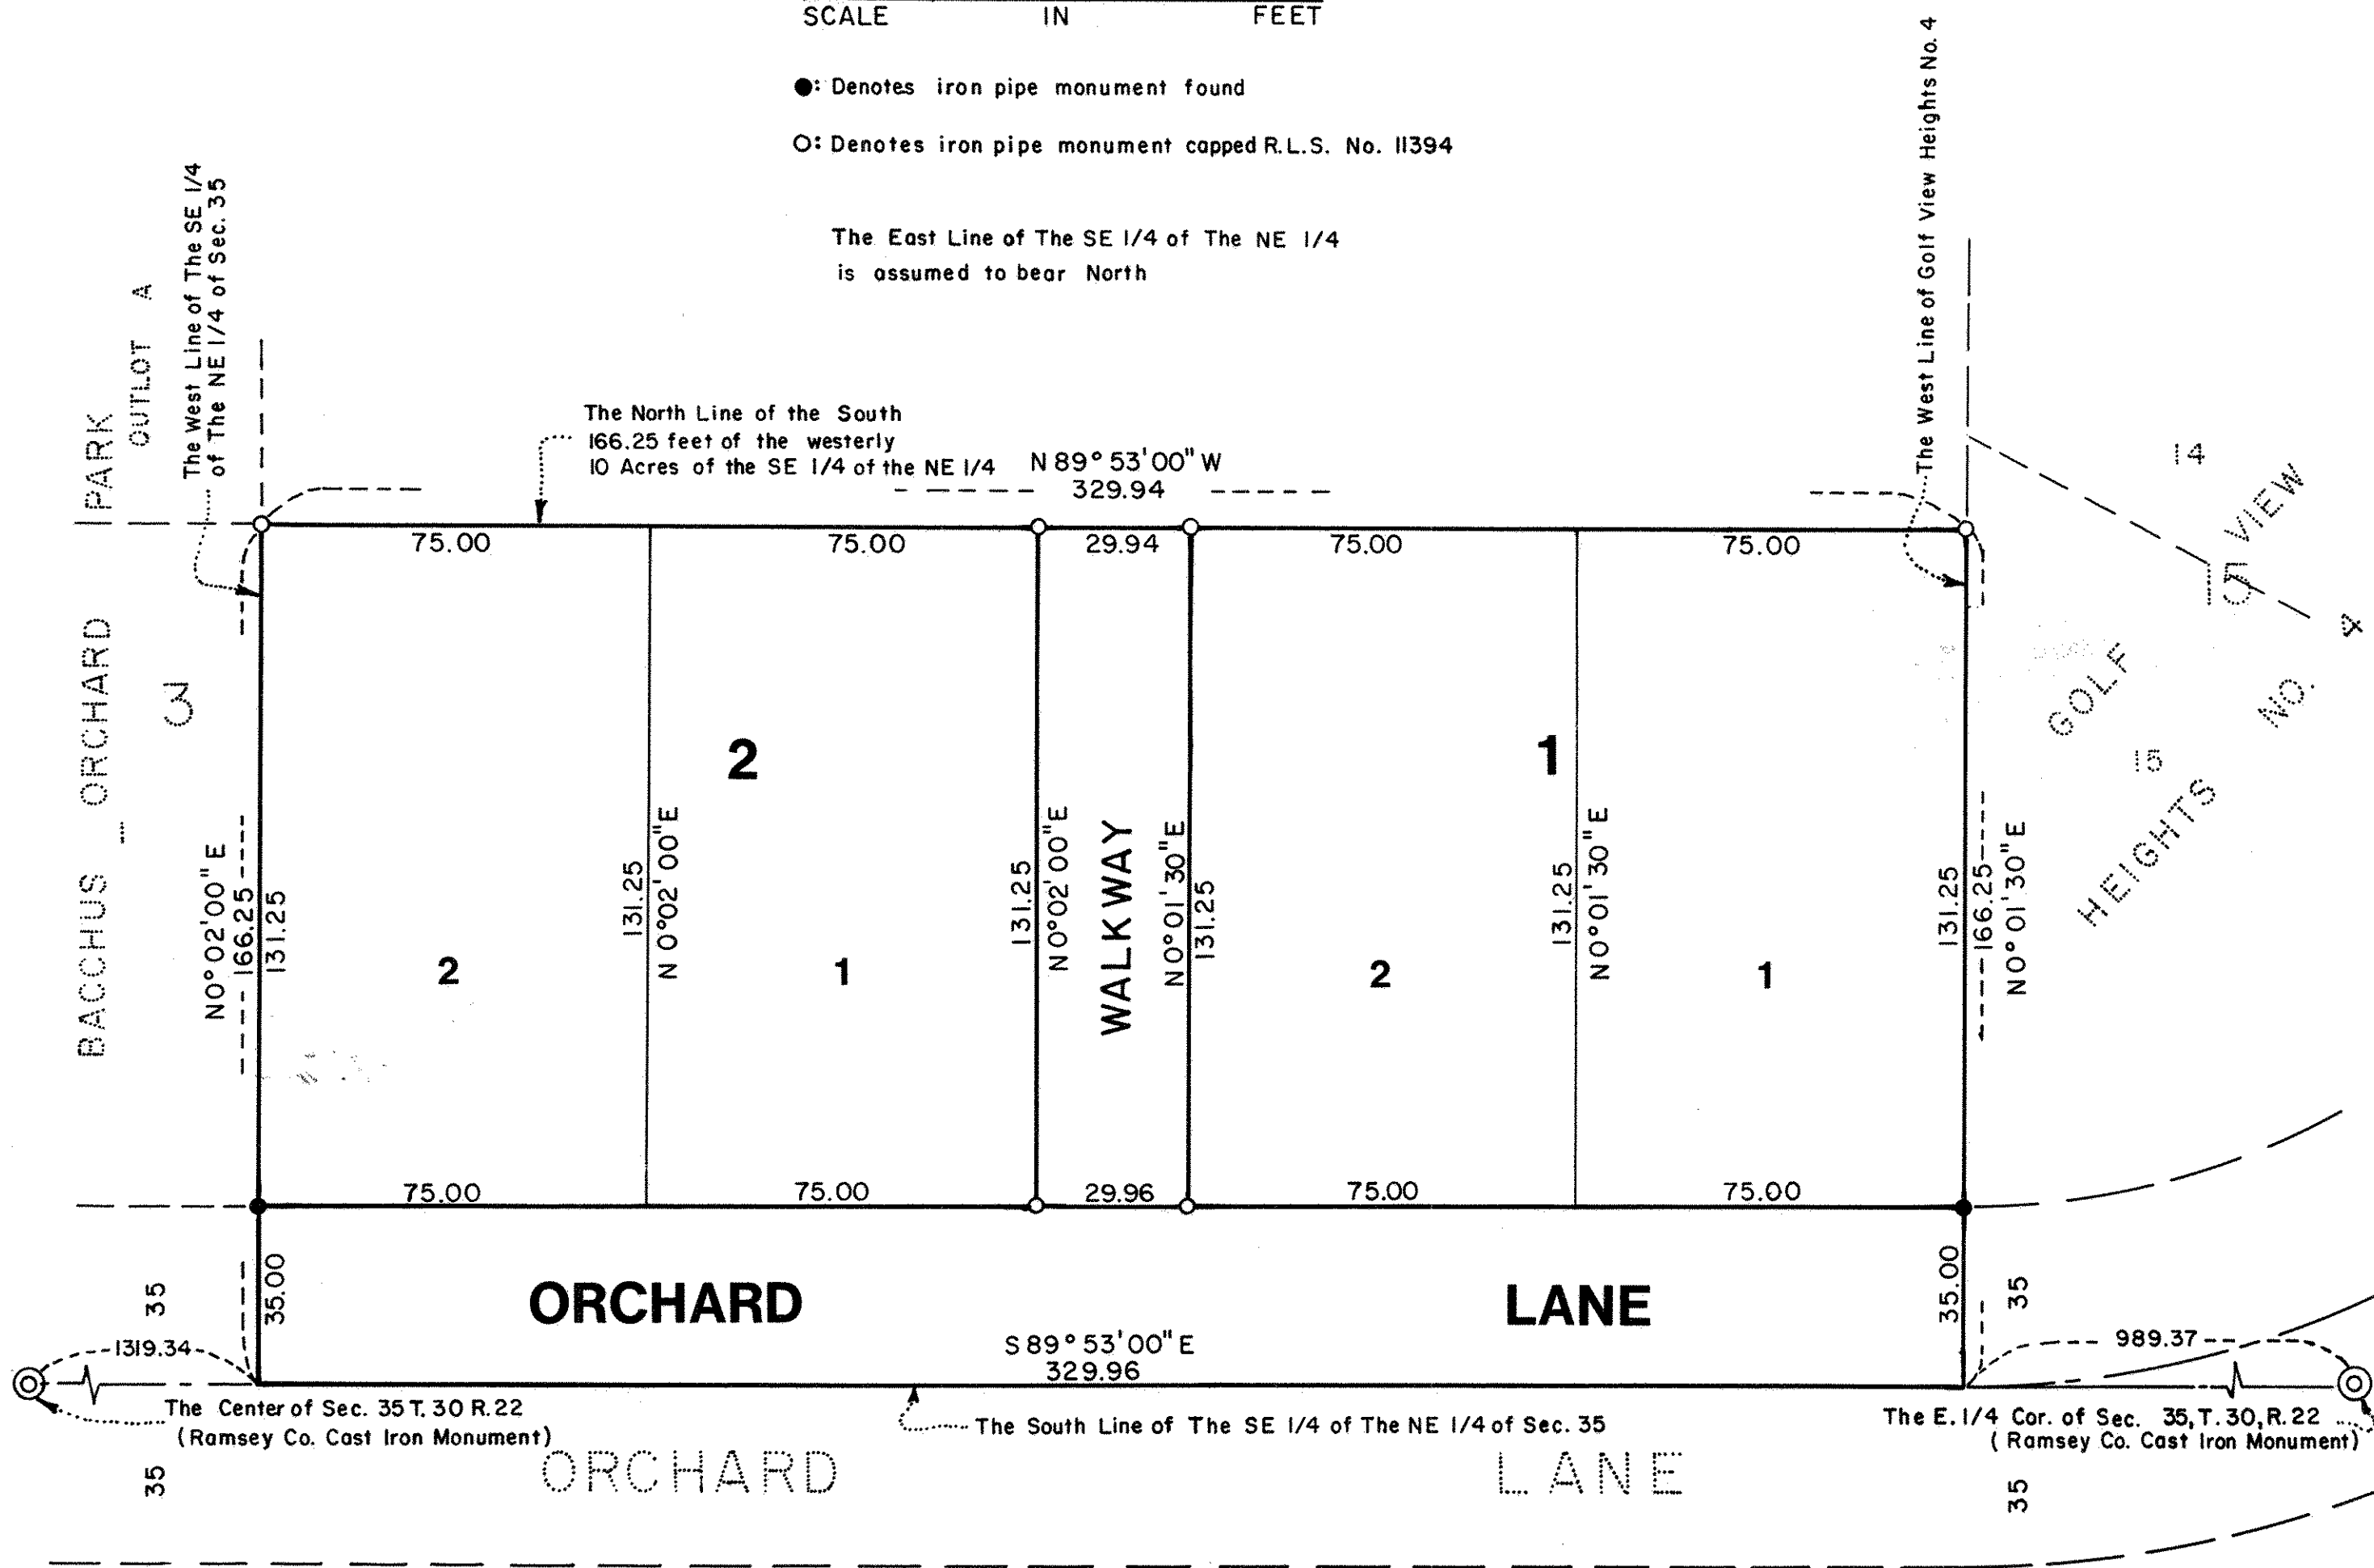 SCALE IN FEET
●: Denotes iron pipe monument found
O: Denotes iron pipe monument capped R.L.S. No. 11394
The East Line of The SE 1/4 of The NE 1/4
is assumed to bear North
The West Line of The SE 1/4
of The NE 1/4 of Sec. 35
The West Line of Golf View Heights No. 4
PARK
OUTLOT A
The North Line of the South
166.25 feet of the westerly
10 Acres of the SE 1/4 of the NE 1/4
N 89° 53' 00" W
329.94
14
VIEW
15
4
GOLF
NO.
15
HEIGHTS
75.00
75.00
29.94
75.00
75.00
BACHUS ORCHARD
3
2
1
N 0° 02' 00" E
166.25
131.25
131.25
N 0° 02' 00" E
131.25
N 0° 02' 00" E
WALKWAY
N 0° 01' 30" E
131.25
131.25
N 0° 01' 30" E
131.25
166.25
N 0° 01' 30" E
2
1
2
1
75.00
75.00
29.96
75.00
75.00
35
35.00
ORCHARD LANE
35.00
35
1319.34
S 89° 53' 00" E
329.96
989.37
The Center of Sec. 35 T. 30 R. 22
(Ramsey Co. Cast Iron Monument)
The South Line of The SE 1/4 of The NE 1/4 of Sec. 35
The E. 1/4 Cor. of Sec. 35, T. 30, R. 22
( Ramsey Co. Cast Iron Monument)
35
ORCHARD LANE
35